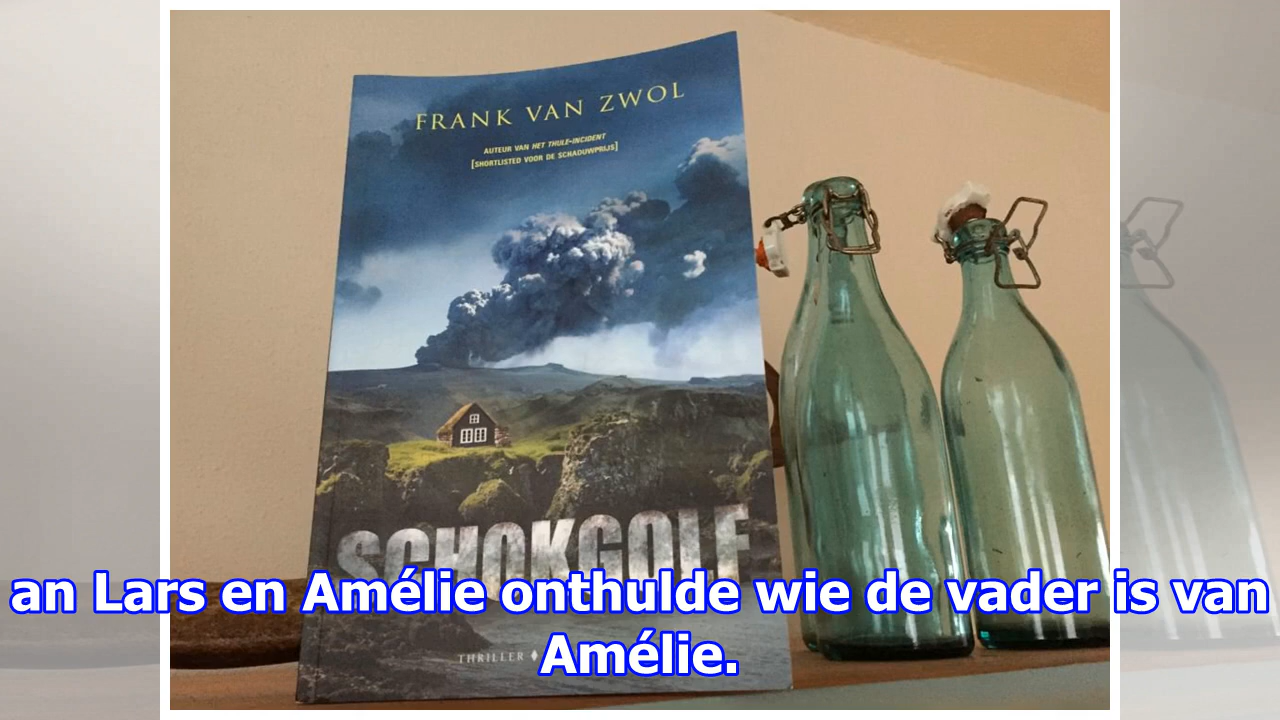 FRANK VAN ZWOL
AUTEUR VAN HET THULE-INCIDENT
[SHORTLISTED VOOR DE SCHADUWPRIJS]
SCHOKGOLF
an Lars en Amélie onthulde wie de vader is van
Amélie.
THRILLER